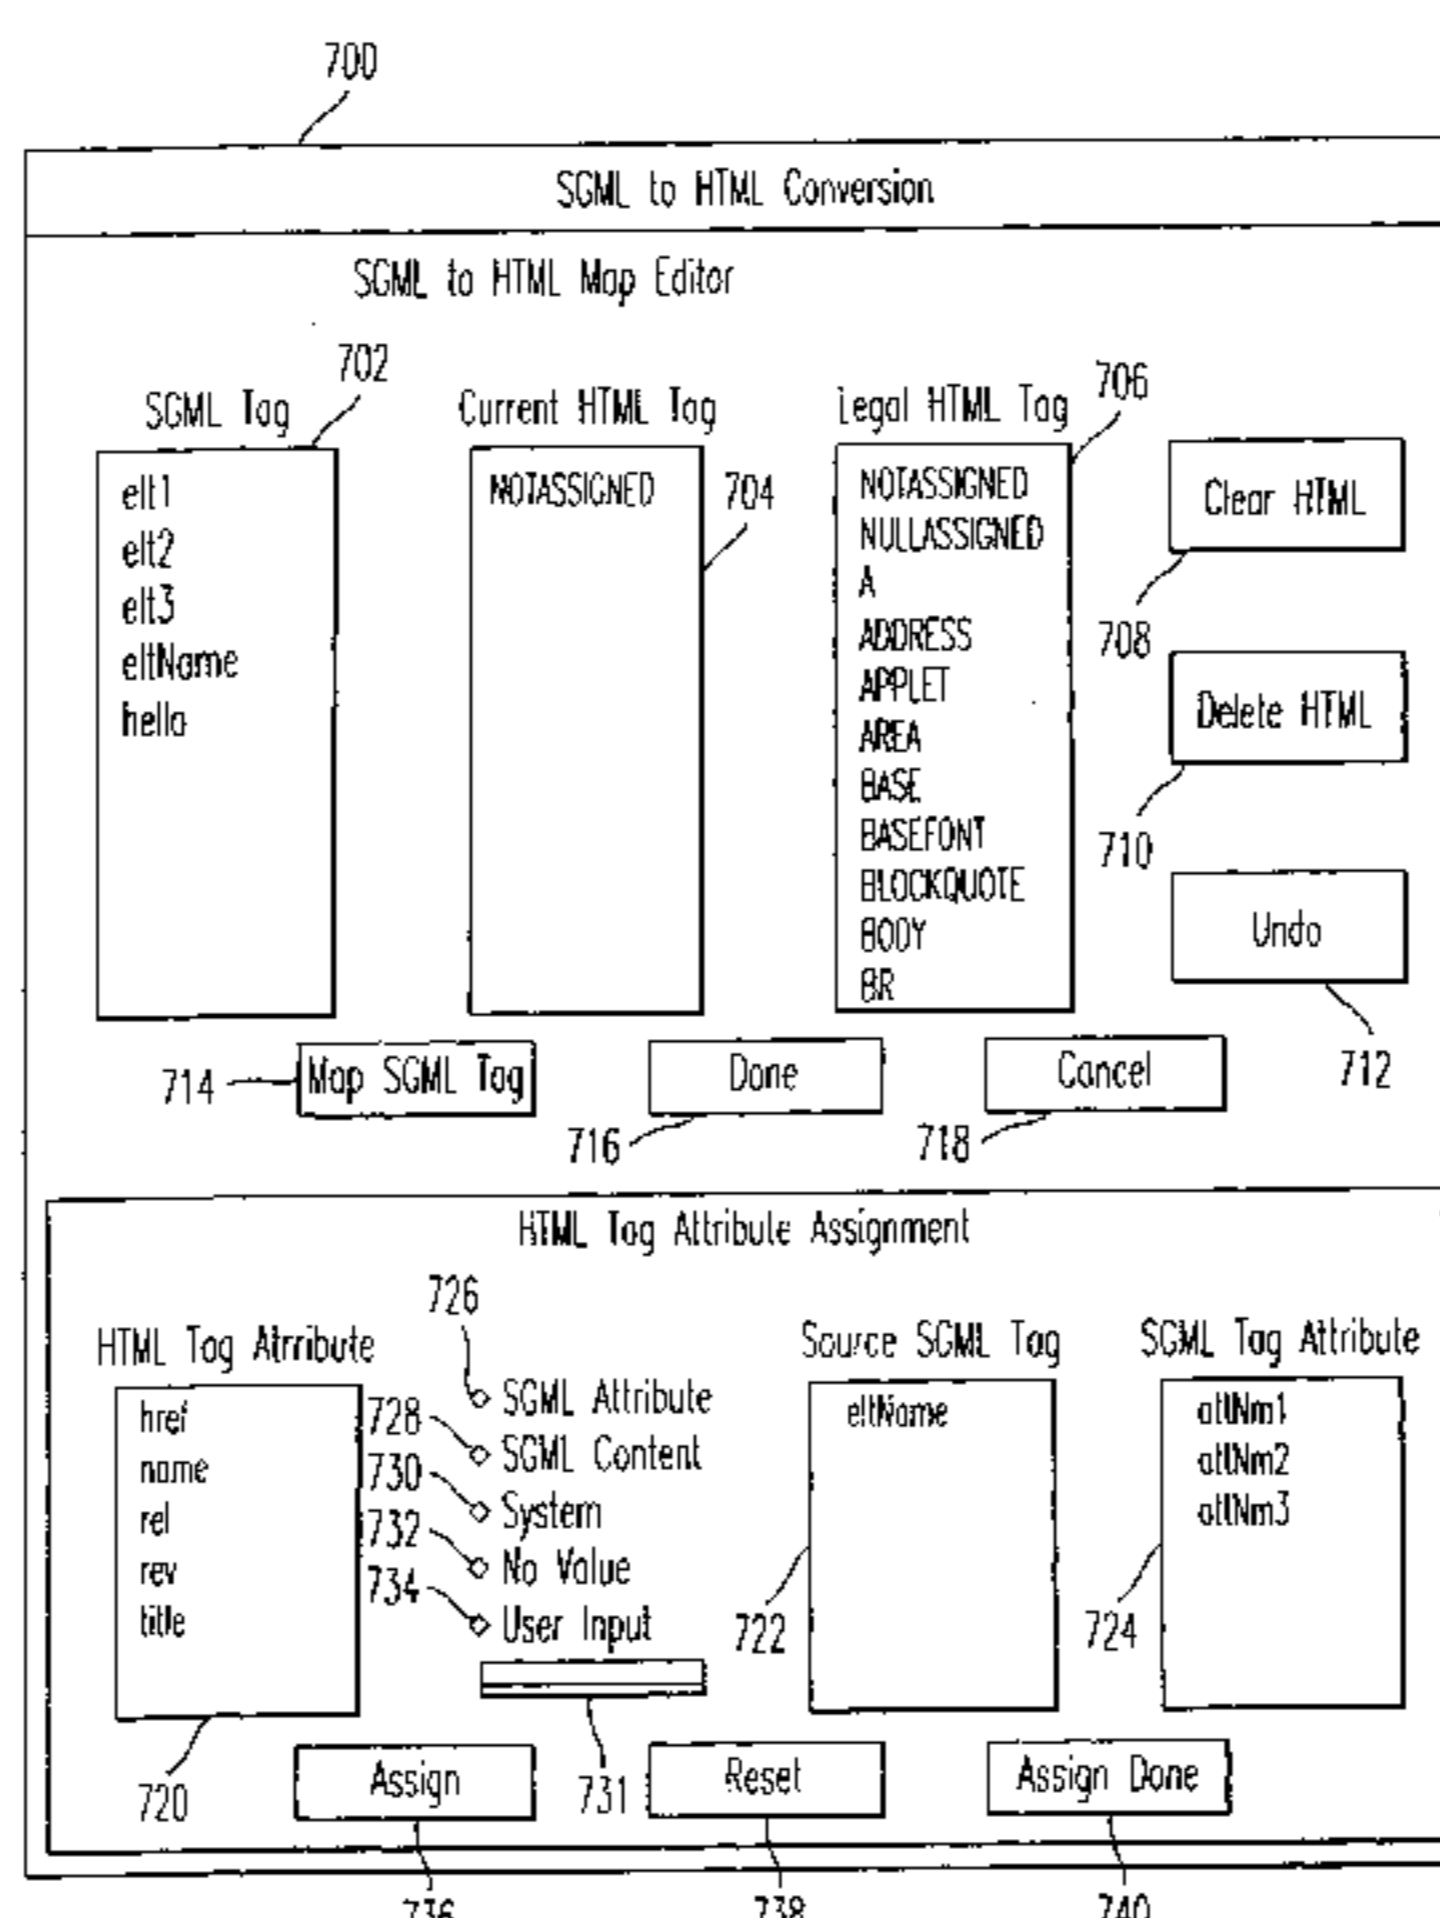 700
SGML to HTML Conversion
SGML to HTML Map Editor
702
SGML Tag
elt1
elt2
elt3
eltName
hello
Current HTML Tag
NOTASSIGNED
704
Legal HTML Tag
706
NOTASSIGNED
NULLASSIGNED
A
ADDRESS
APPLET
AREA
BASE
BASEFONT
BLOCKQUOTE
BODY
BR
Clear HTML
708
Delete HTML
710
Undo
712
714
Map SGML Tag
Done
716
Cancel
718
HTML Tag Attribute Assignment
HTML Tag Atrribute
href
name
rel
rev
title
720
726
SGML Attribute
728
SGML Content
730
System
732
No Value
734
User Input
731
Source SGML Tag
eltName
722
SGML Tag Attribute
attNm1
attNm2
attNm3
724
Assign
736
Reset
738
Assign Done
740